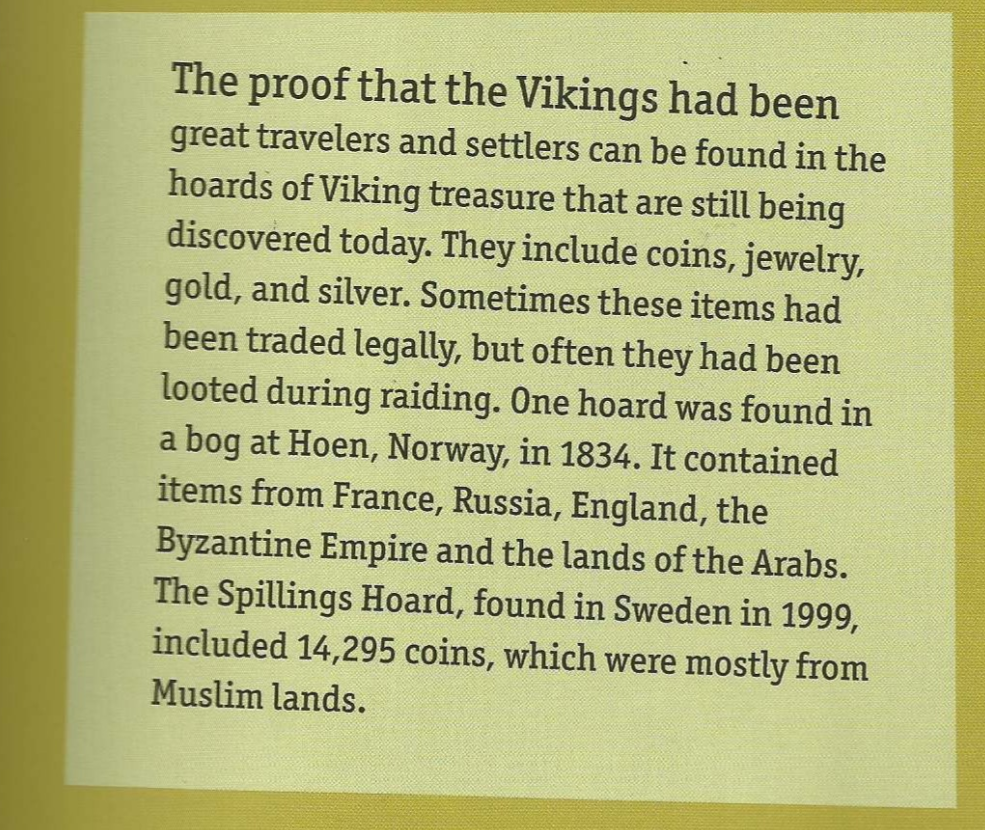 The proof that the Vikings had been
great travelers and settlers can be found in the
hoards of Viking treasure that are still being
discovered today. They include coins, jewelry,
gold, and silver. Sometimes these items had
been traded legally, but often they had been
looted during raiding. One hoard was found in
a bog at Hoen, Norway, in 1834. It contained
items from France, Russia, England, the
Byzantine Empire and the lands of the Arabs.
The Spillings Hoard, found in Sweden in 1999,
included 14,295 coins, which were mostly from
Muslim lands.